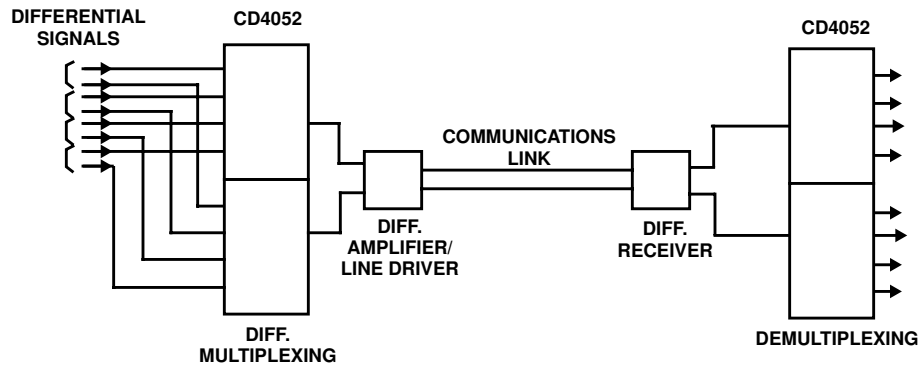 DIFFERENTIAL
SIGNALS
CD4052
CD4052
COMMUNICATIONS
LINK
DIFF.
AMPLIFIER/
LINE DRIVER
DIFF.
RECEIVER
DIFF.
MULTIPLEXING
DEMULTIPLEXING